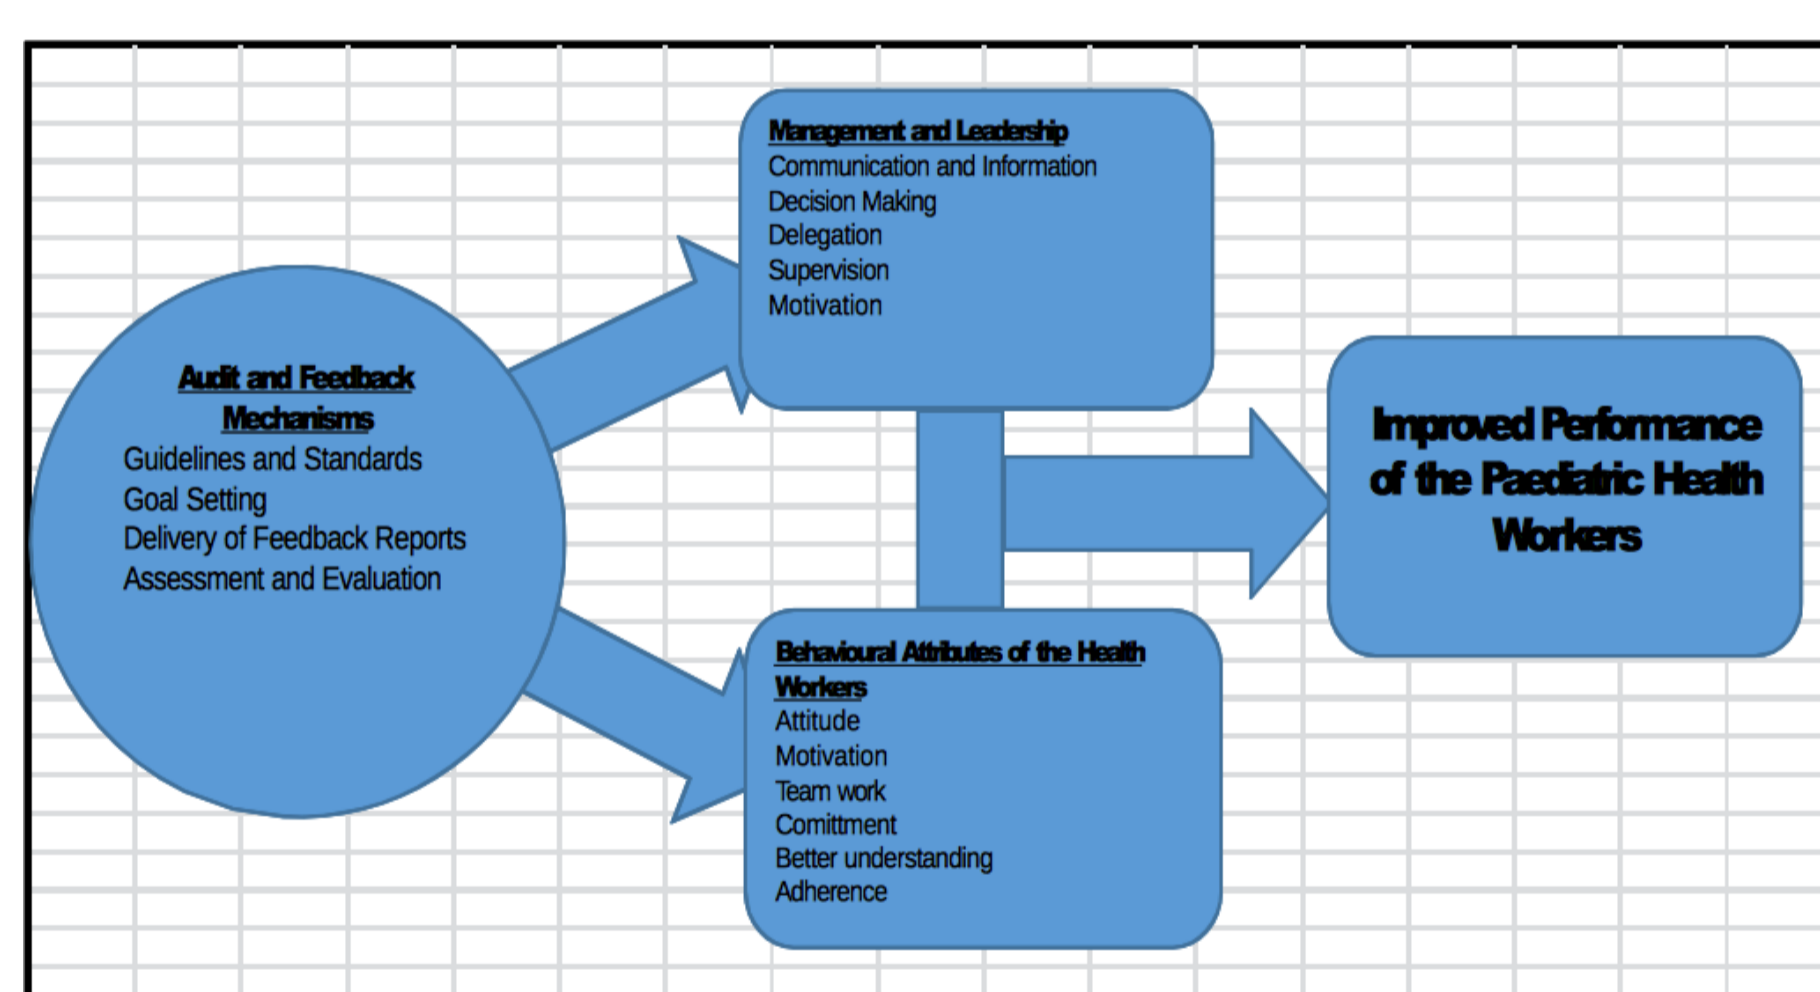 Audit and Feedback
Mechanisms
Guidelines and Standards
Goal Setting
Delivery of Feedback Reports
Assessment and Evaluation
Management and Leadership
Communication and Information
Decision Making
Delegation
Supervision
Motivation
Behavioural Attributes of the Health
Workers
Attitude
Motivation
Team work
Comittment
Better understanding
Adherence
Improved Performance
of the Paediatric Health
Workers